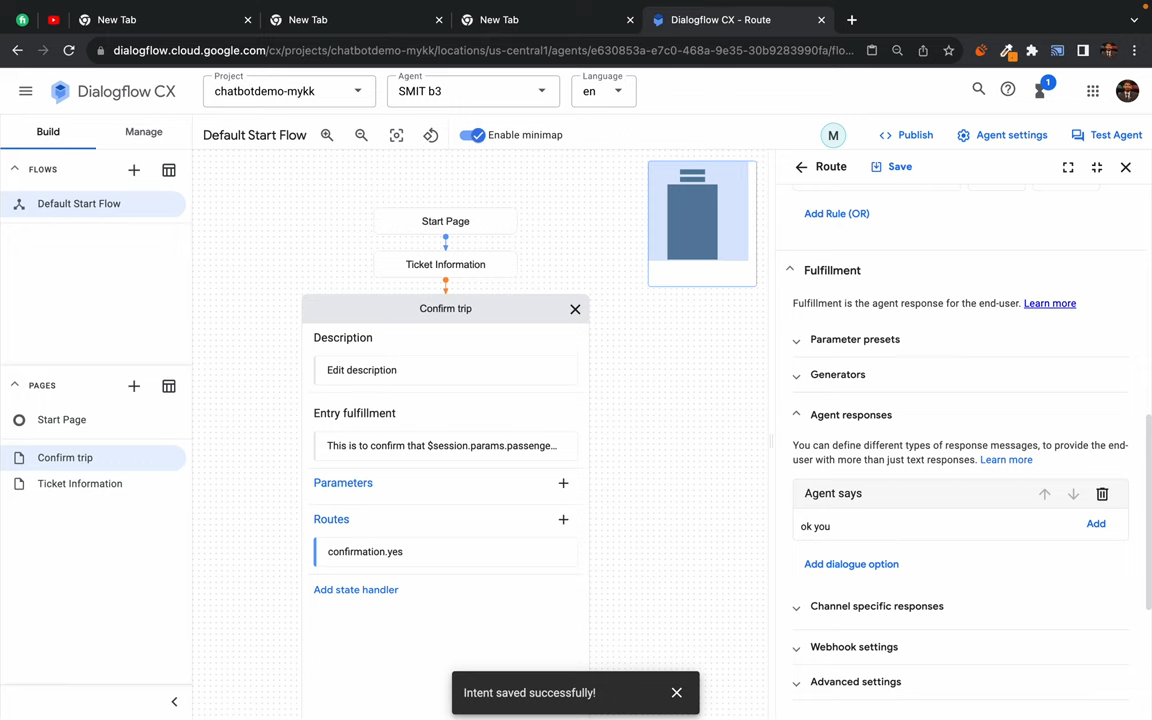 New Tab
New Tab
New Tab
Dialogflow CX - Route
dialogflow.cloud.google.com/cx/projects/chatbotdemo-mykk/locations/us-central1/agents/e630853a-e7c0-468a-9e35-30b9283990fa/flo...
Dialogflow CX
Project
chatbotdemo-mykk
Agent
SMIT b3
Language
en
1
Build
Manage
Default Start Flow
Enable minimap
M
Publish
Agent settings
Test Agent
FLOWS
Default Start Flow
PAGES
Start Page
Confirm trip
Ticket Information
Start Page
Ticket Information
Confirm trip
Description
Edit description
Entry fulfillment
This is to confirm that $session.params.passenge...
Parameters
Routes
confirmation.yes
Add state handler
Route
Save
Add Rule (OR)
Fulfillment
Fulfillment is the agent response for the end-user. Learn more
Parameter presets
Generators
Agent responses
You can define different types of response messages, to provide the end-
user with more than just text responses. Learn more
Agent says
ok you
Add
Add dialogue option
Channel specific responses
Webhook settings
Advanced settings
Intent saved successfully!